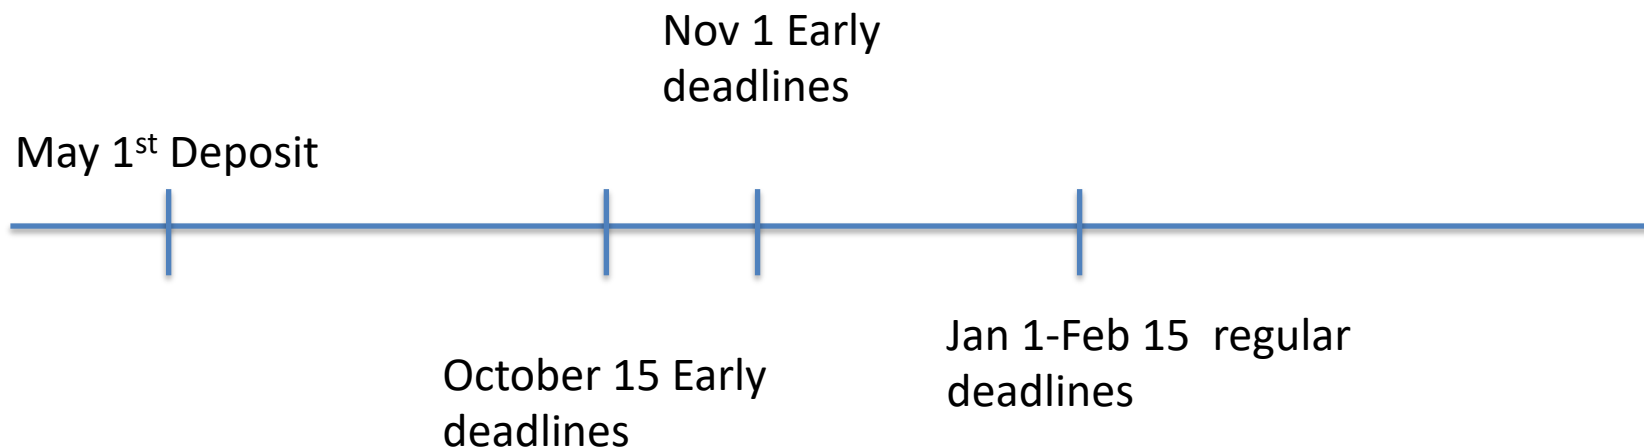 Nov 1 Early
deadlines
May 1st Deposit
October 15 Early
deadlines
Jan 1-Feb 15  regular
deadlines